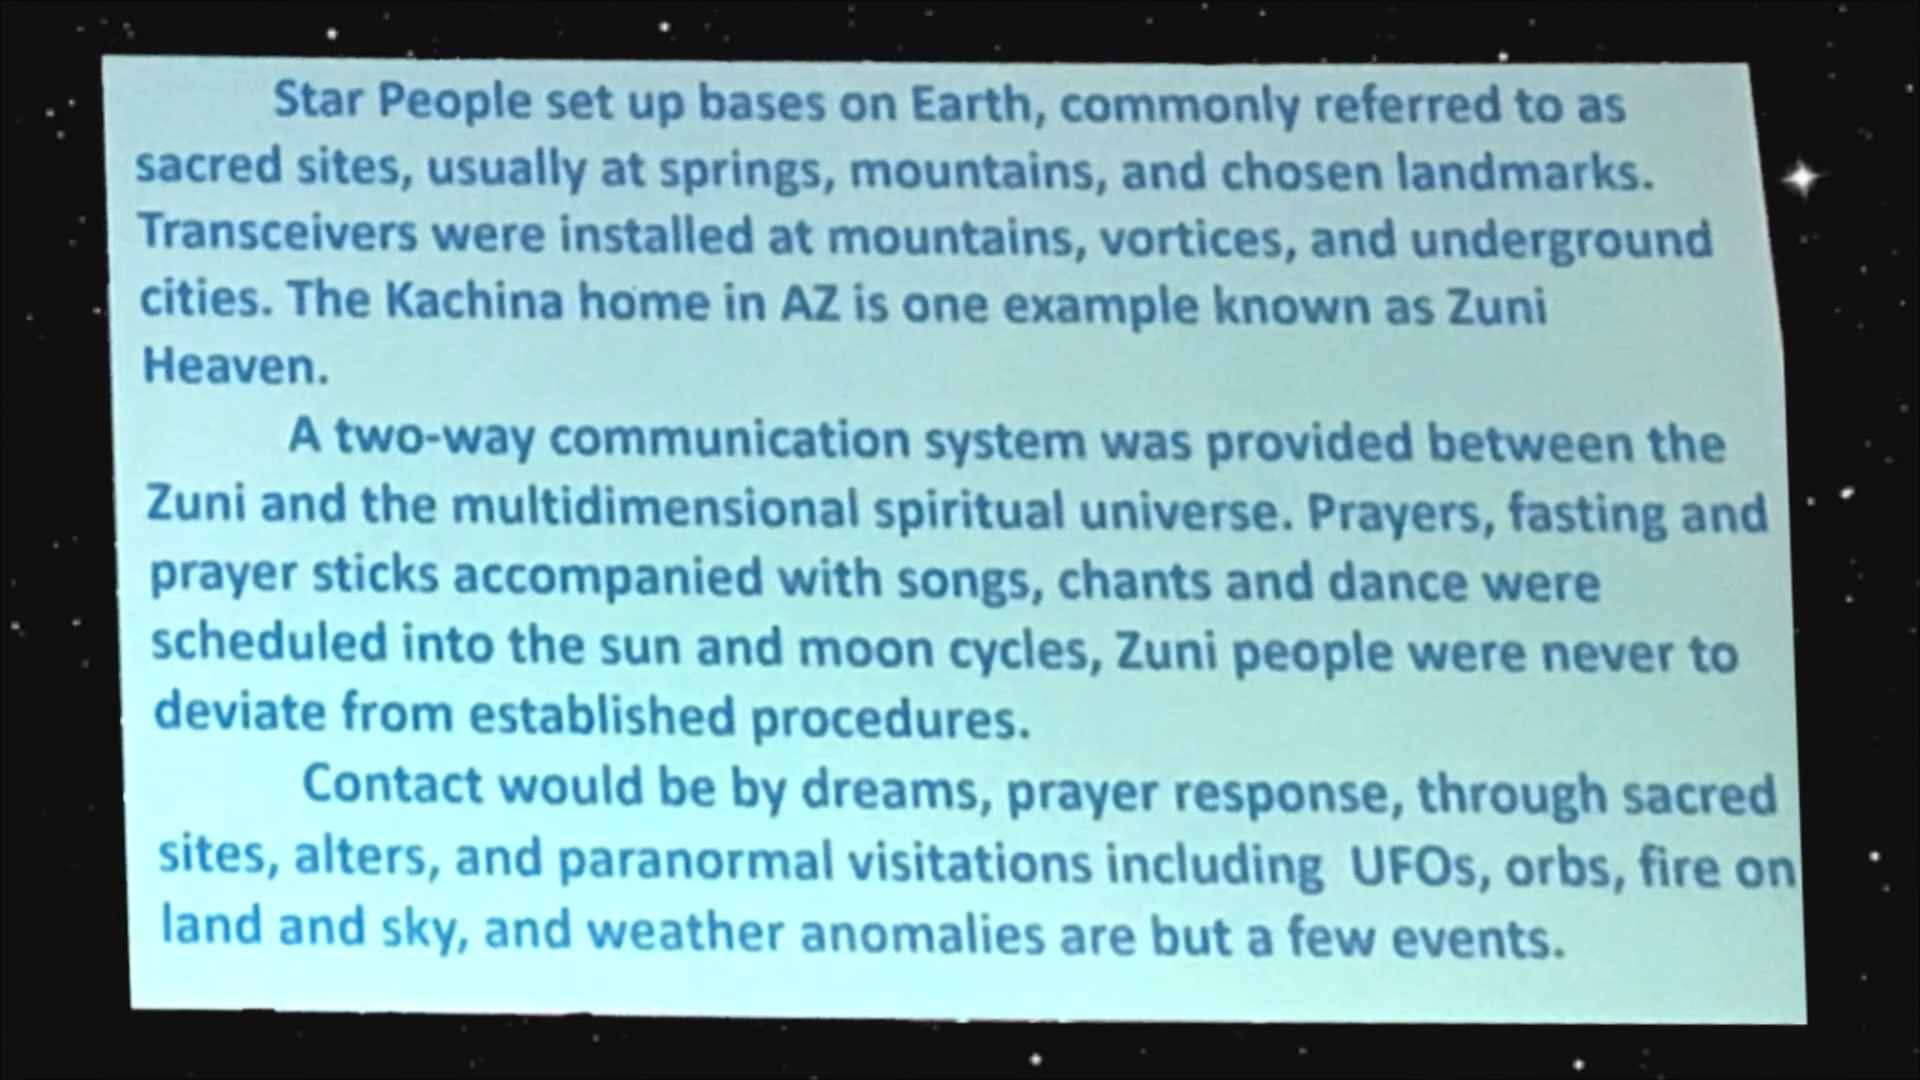 Star People set up bases on Earth, commonly referred to as
sacred sites, usually at springs, mountains, and chosen landmarks.
Transceivers were installed at mountains, vortices, and underground
cities. The Kachina home in AZ is one example known as Zuni
Heaven.
A two-way communication system was provided between the
Zuni and the multidimensional spiritual universe. Prayers, fasting and
prayer sticks accompanied with songs, chants and dance were
scheduled into the sun and moon cycles, Zuni people were never to
deviate from established procedures.
Contact would be by dreams, prayer response, through sacred
sites, alters, and paranormal visitations including UFOs, orbs, fire on
land and sky, and weather anomalies are but a few events.